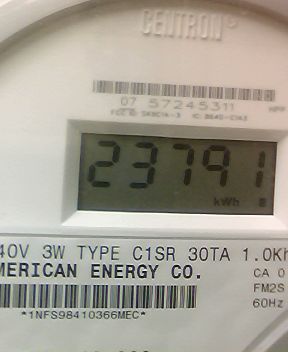 CENTRON®
07 57245311
23791
kWh
40V 3W TYPE C1SR 30TA 1.0Kh
MERICAN ENERGY CO.
CA 0
FM2S
60Hz
*1NFS98410366MEC*